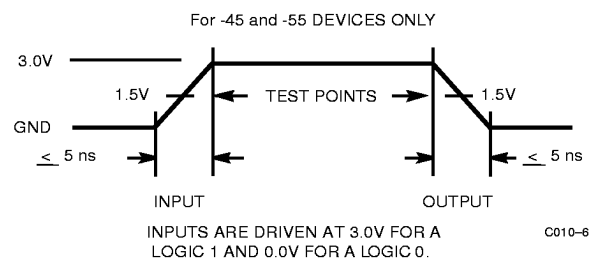 For -45 and -55 DEVICES ONLY
3.0V
1.5V
TEST POINTS
1.5V
GND
≤ 5 ns
≤ 5 ns
INPUT
OUTPUT
INPUTS ARE DRIVEN AT 3.0V FOR A
LOGIC 1 AND 0.0V FOR A LOGIC 0.
C010–6